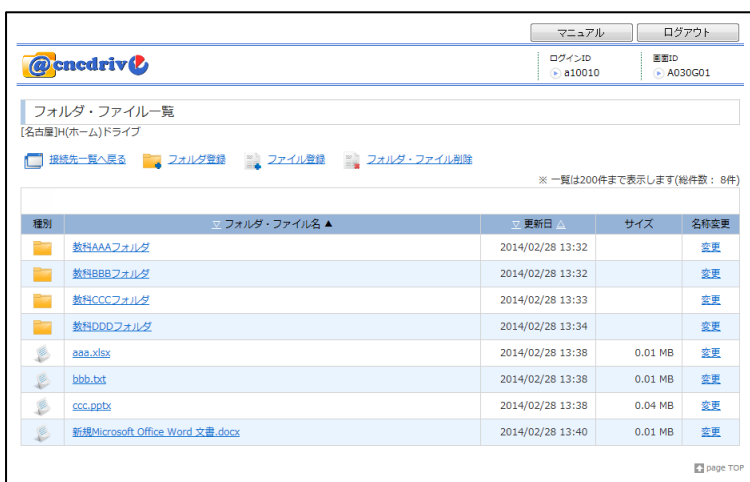 マニュアル ログアウト
@cncdrive ログインID 画面ID
a10010 A030G01
フォルダ・ファイル一覧
[名古屋]H(ホーム)ドライブ
接続先一覧へ戻る フォルダ登録 ファイル登録 フォルダ・ファイル削除
※ 一覧は200件まで表示します(総件数： 8件)
種別 ▽ フォルダ・ファイル名 ▲ ▽ 更新日 △ サイズ 名称変更
教科AAAフォルダ 2014/02/28 13:32 変更
教科BBBフォルダ 2014/02/28 13:32 変更
教科CCCフォルダ 2014/02/28 13:33 変更
教科DDDフォルダ 2014/02/28 13:34 変更
aaa.xlsx 2014/02/28 13:38 0.01 MB 変更
bbb.txt 2014/02/28 13:38 0.01 MB 変更
ccc.pptx 2014/02/28 13:38 0.04 MB 変更
新規Microsoft Office Word 文書.docx 2014/02/28 13:40 0.01 MB 変更
page TOP